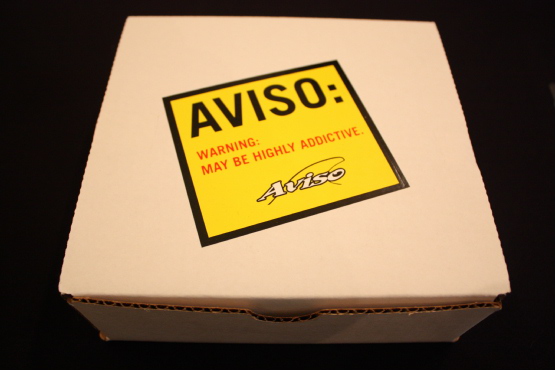 AVISO:
WARNING:
MAY BE HIGHLY ADDICTIVE.
Aviso